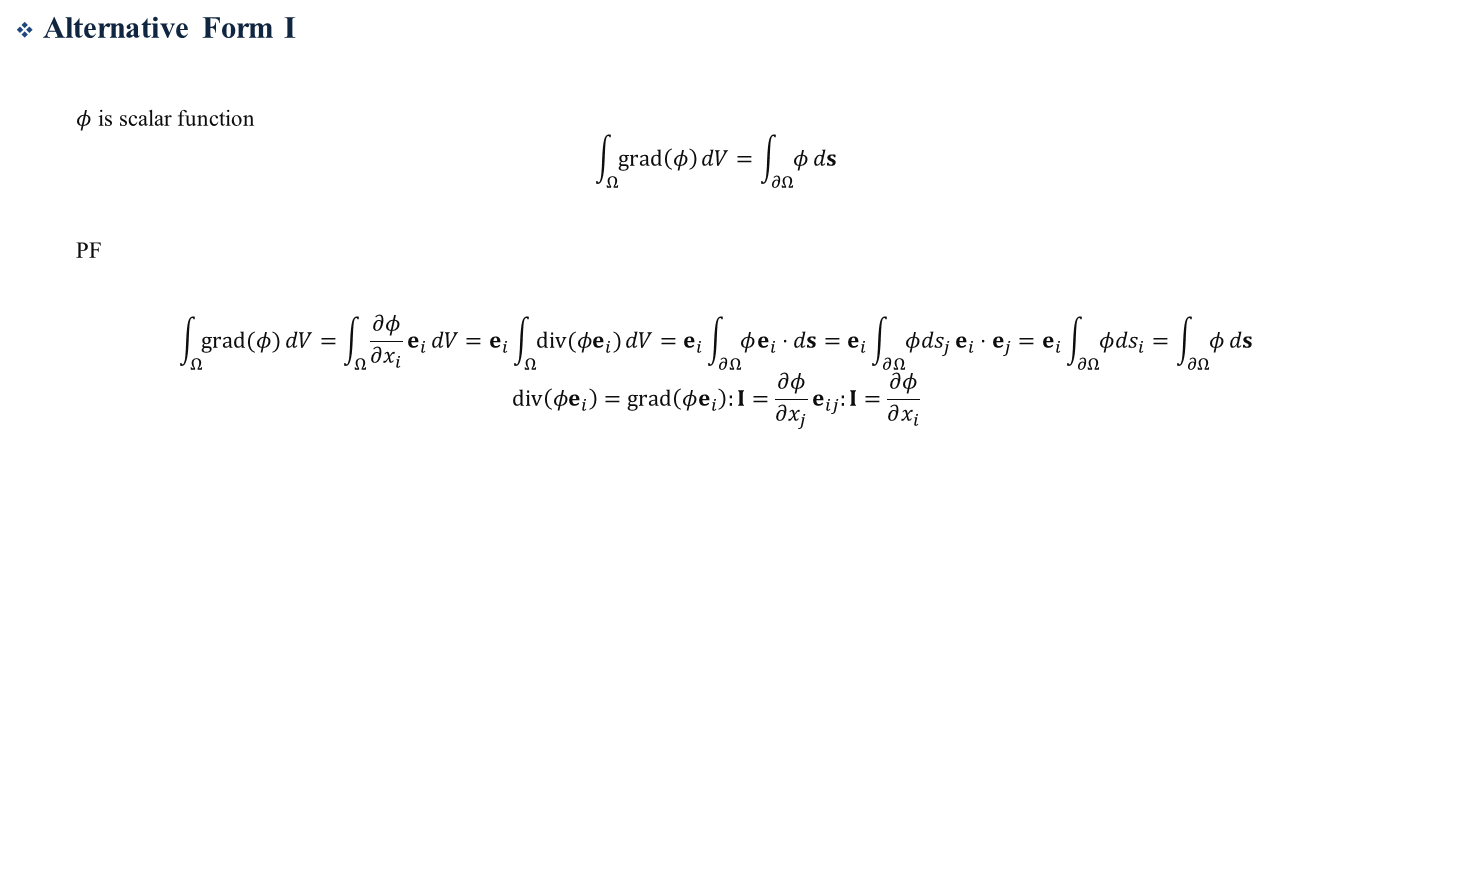 ❖ Alternative Form I
𝜙 is scalar function
∫_Ω grad(𝜙) 𝑑𝑉 = ∫_∂Ω 𝜙 𝑑𝐬
PF
∫_Ω grad(𝜙) 𝑑𝑉 = ∫_Ω ∂𝜙/∂𝑥_𝑖 𝐞_𝑖 𝑑𝑉 = 𝐞_𝑖 ∫_Ω div(𝜙𝐞_𝑖) 𝑑𝑉 = 𝐞_𝑖 ∫_∂Ω 𝜙𝐞_𝑖 · 𝑑𝐬 = 𝐞_𝑖 ∫_∂Ω 𝜙𝑑𝑠_𝑗 𝐞_𝑖 · 𝐞_𝑗 = 𝐞_𝑖 ∫_∂Ω 𝜙𝑑𝑠_𝑖 = ∫_∂Ω 𝜙 𝑑𝐬
div(𝜙𝐞_𝑖) = grad(𝜙𝐞_𝑖): 𝐈 = ∂𝜙/∂𝑥_𝑗 𝐞_𝑖𝑗: 𝐈 = ∂𝜙/∂𝑥_𝑖